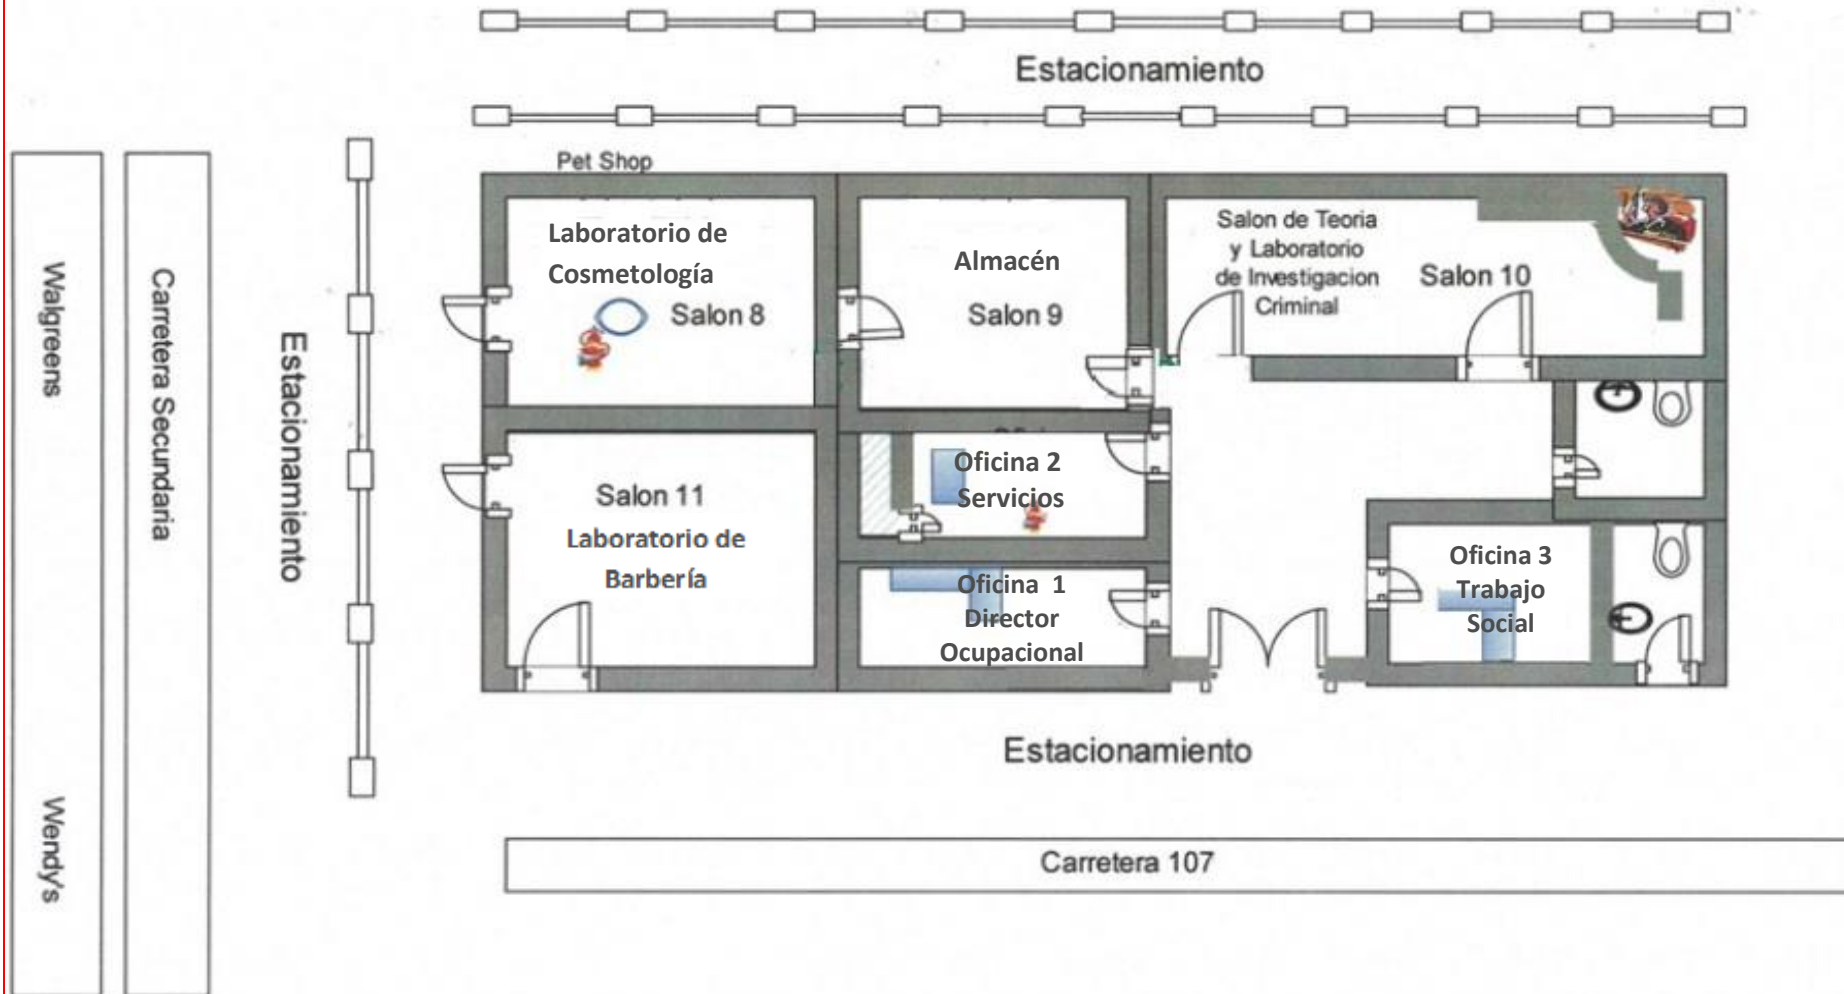 Estacionamiento
Pet Shop
Laboratorio de
Cosmetología
Salon 8
Almacén
Salon 9
Salon de Teoria
y Laboratorio
de Investigacion
Criminal
Salon 10
Walgreens
Wendy's
Carretera Secundaria
Estacionamiento
Salon 11
Laboratorio de
Barbería
Oficina 2
Servicios
Oficina 1
Director
Ocupacional
Oficina 3
Trabajo
Social
Estacionamiento
Carretera 107